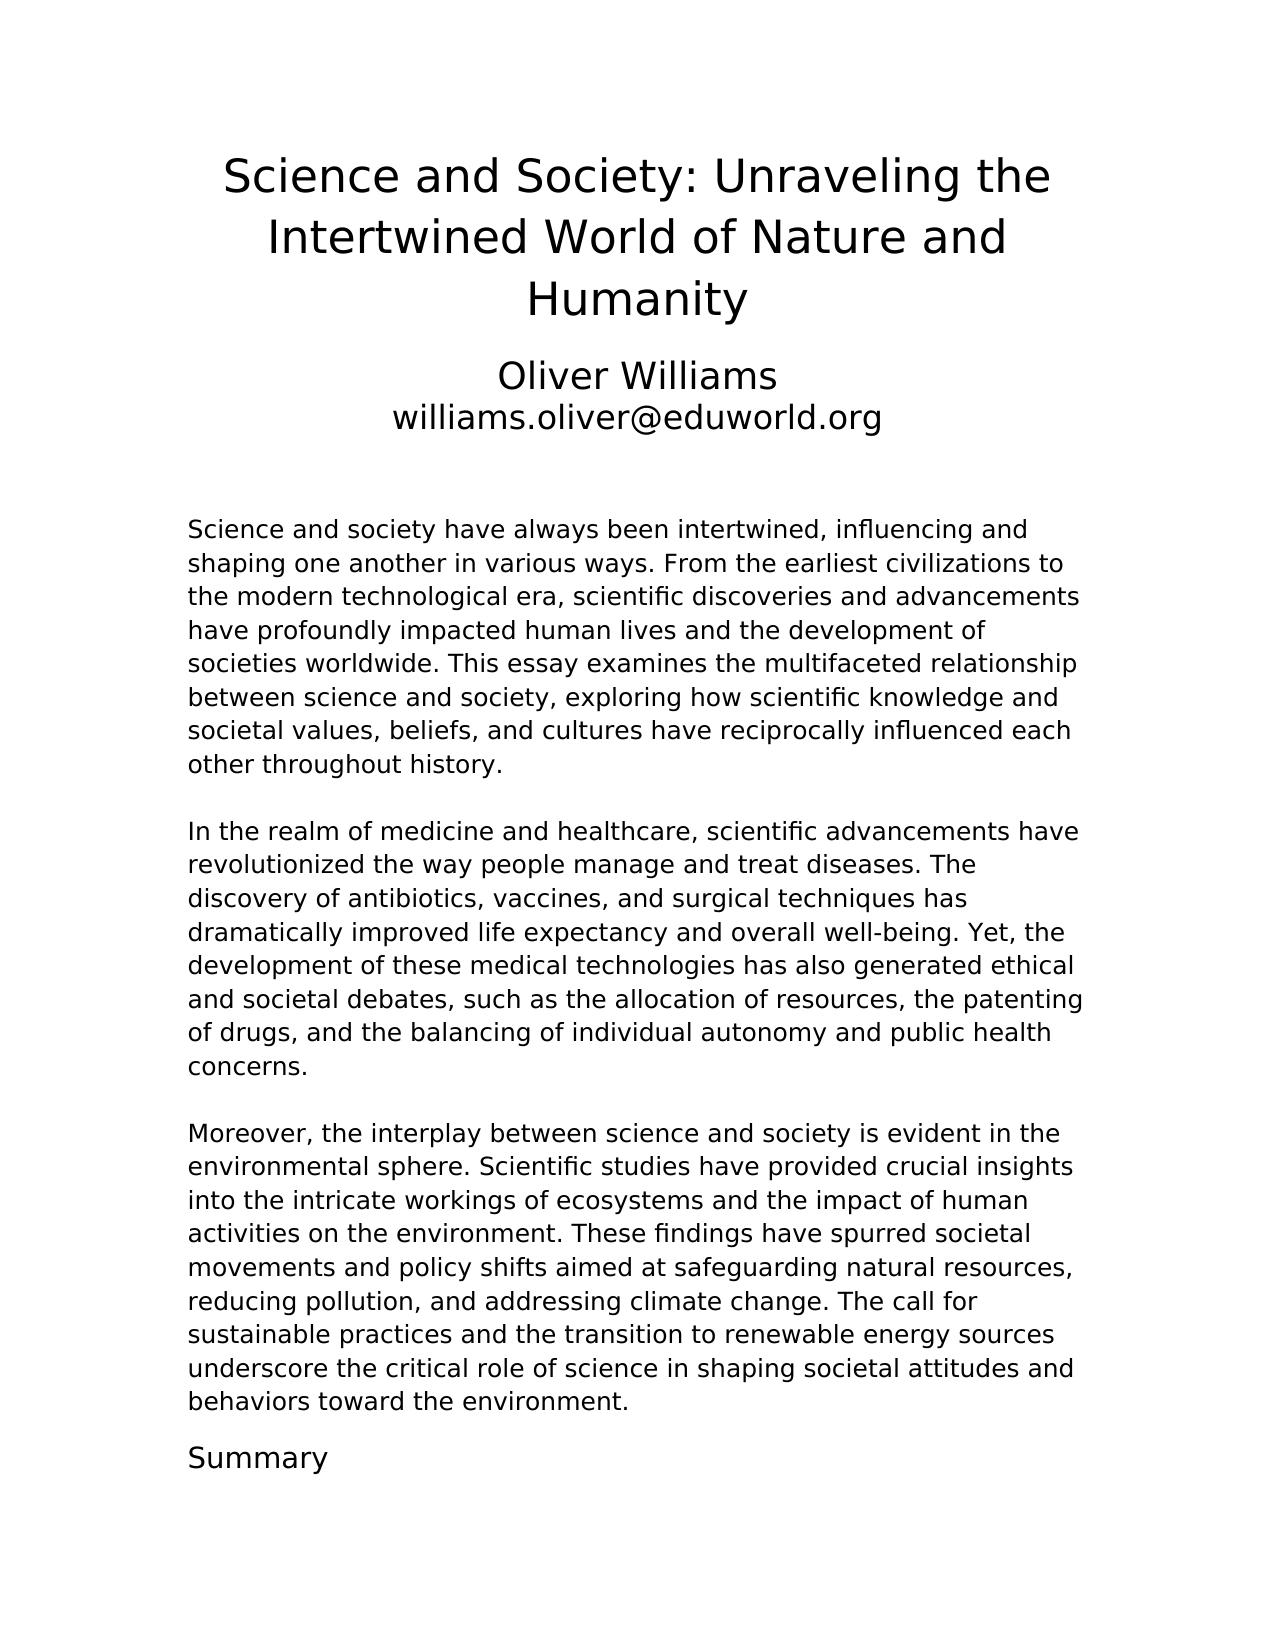 Science and Society: Unraveling the
Intertwined World of Nature and
Humanity
Oliver Williams
williams.oliver@eduworld.org
Science and society have always been intertwined, influencing and
shaping one another in various ways. From the earliest civilizations to
the modern technological era, scientific discoveries and advancements
have profoundly impacted human lives and the development of
societies worldwide. This essay examines the multifaceted relationship
between science and society, exploring how scientific knowledge and
societal values, beliefs, and cultures have reciprocally influenced each
other throughout history.
In the realm of medicine and healthcare, scientific advancements have
revolutionized the way people manage and treat diseases. The
discovery of antibiotics, vaccines, and surgical techniques has
dramatically improved life expectancy and overall well-being. Yet, the
development of these medical technologies has also generated ethical
and societal debates, such as the allocation of resources, the patenting
of drugs, and the balancing of individual autonomy and public health
concerns.
Moreover, the interplay between science and society is evident in the
environmental sphere. Scientific studies have provided crucial insights
into the intricate workings of ecosystems and the impact of human
activities on the environment. These findings have spurred societal
movements and policy shifts aimed at safeguarding natural resources,
reducing pollution, and addressing climate change. The call for
sustainable practices and the transition to renewable energy sources
underscore the critical role of science in shaping societal attitudes and
behaviors toward the environment.
Summary